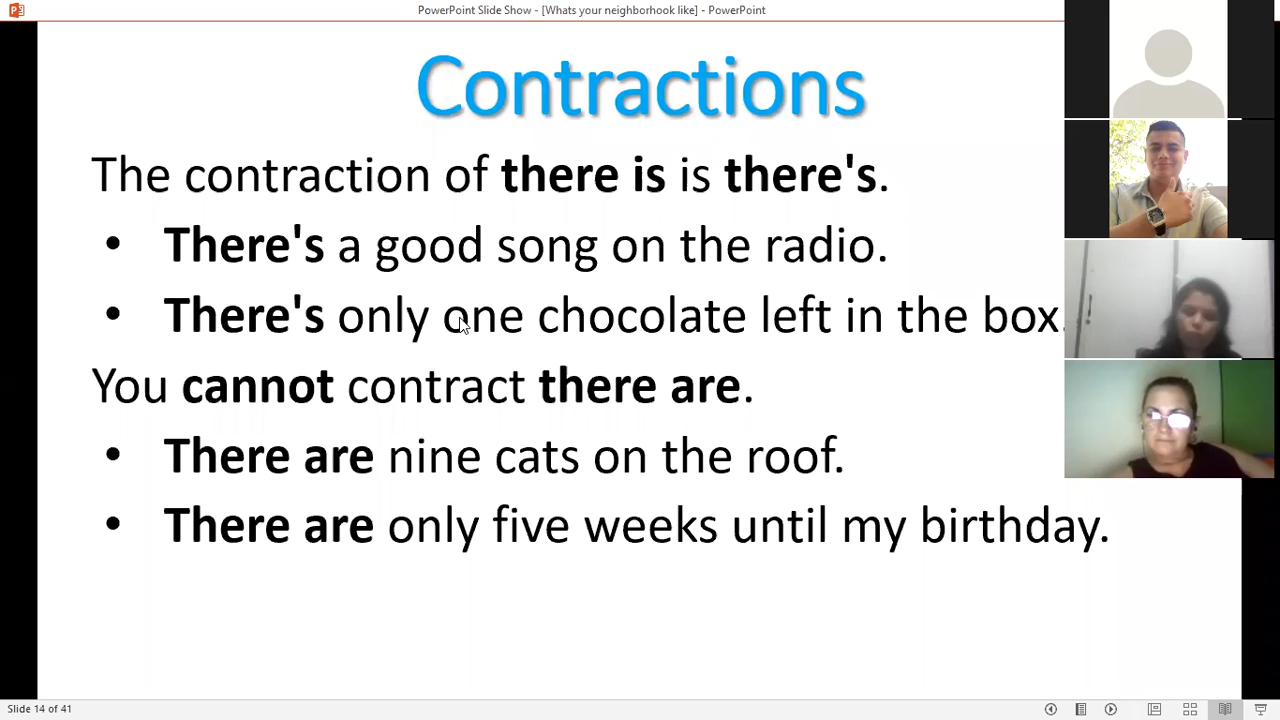 PowerPoint Slide Show - [Whats your neighborhook like] - PowerPoint
Contractions
The contraction of there is is there's.
• There's a good song on the radio.
• There's only one chocolate left in the box.
You cannot contract there are.
• There are nine cats on the roof.
• There are only five weeks until my birthday.
Slide 14 of 41